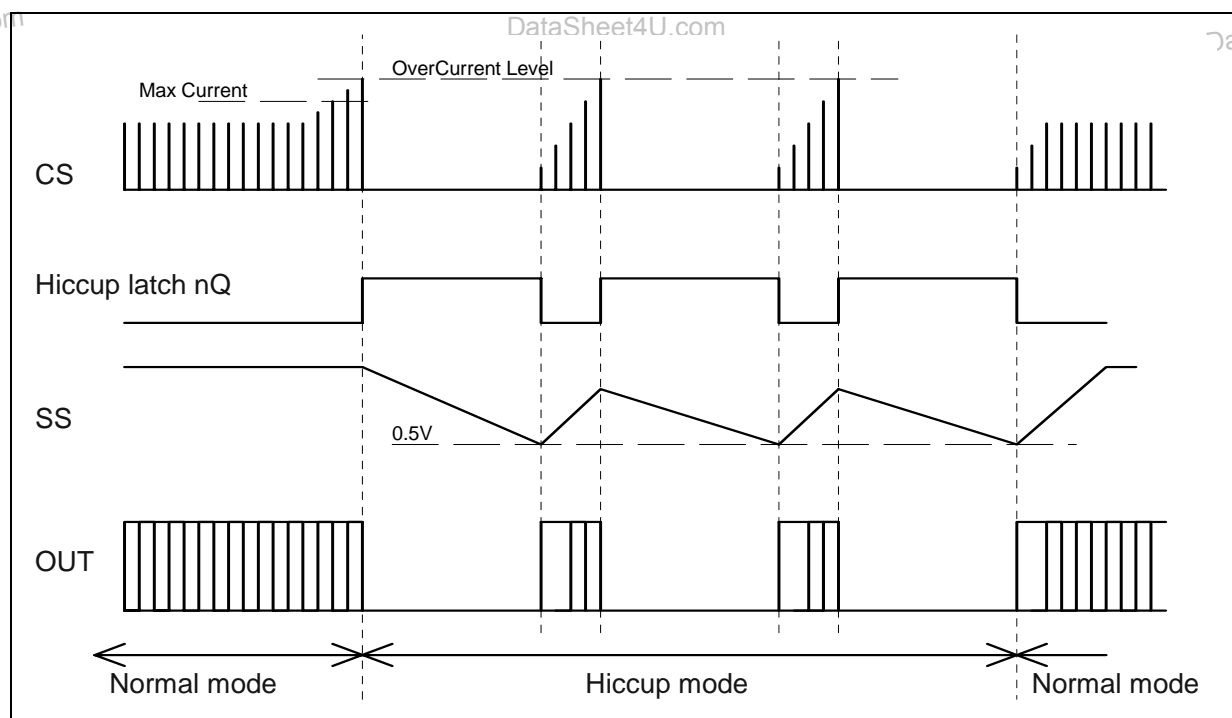 DataSheet4U.com
OverCurrent Level
Max Current
CS
Hiccup latch nQ
SS
0.5V
OUT
Normal mode
Hiccup mode
Normal mode